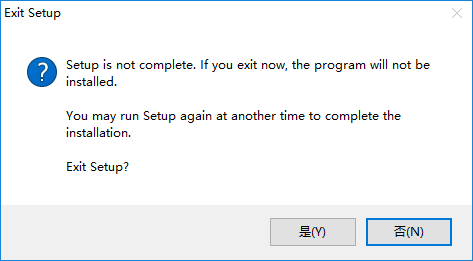 Exit Setup
Setup is not complete. If you exit now, the program will not be
installed.
You may run Setup again at another time to complete the
installation.
Exit Setup?
是(Y)
否(N)